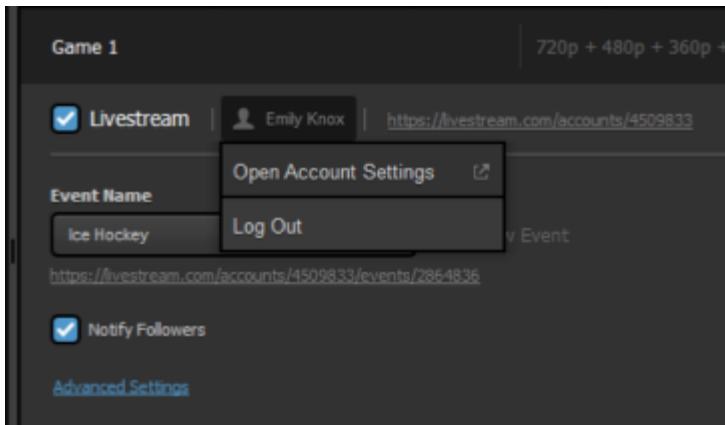 Game 1 720p + 480p + 360p +
Livestream | Emily Knox | https://livestream.com/accounts/4509833
Open Account Settings
Event Name
Ice Hockey
Log Out
Event
https://livestream.com/accounts/4509833/events/2864836
Notify Followers
Advanced Settings